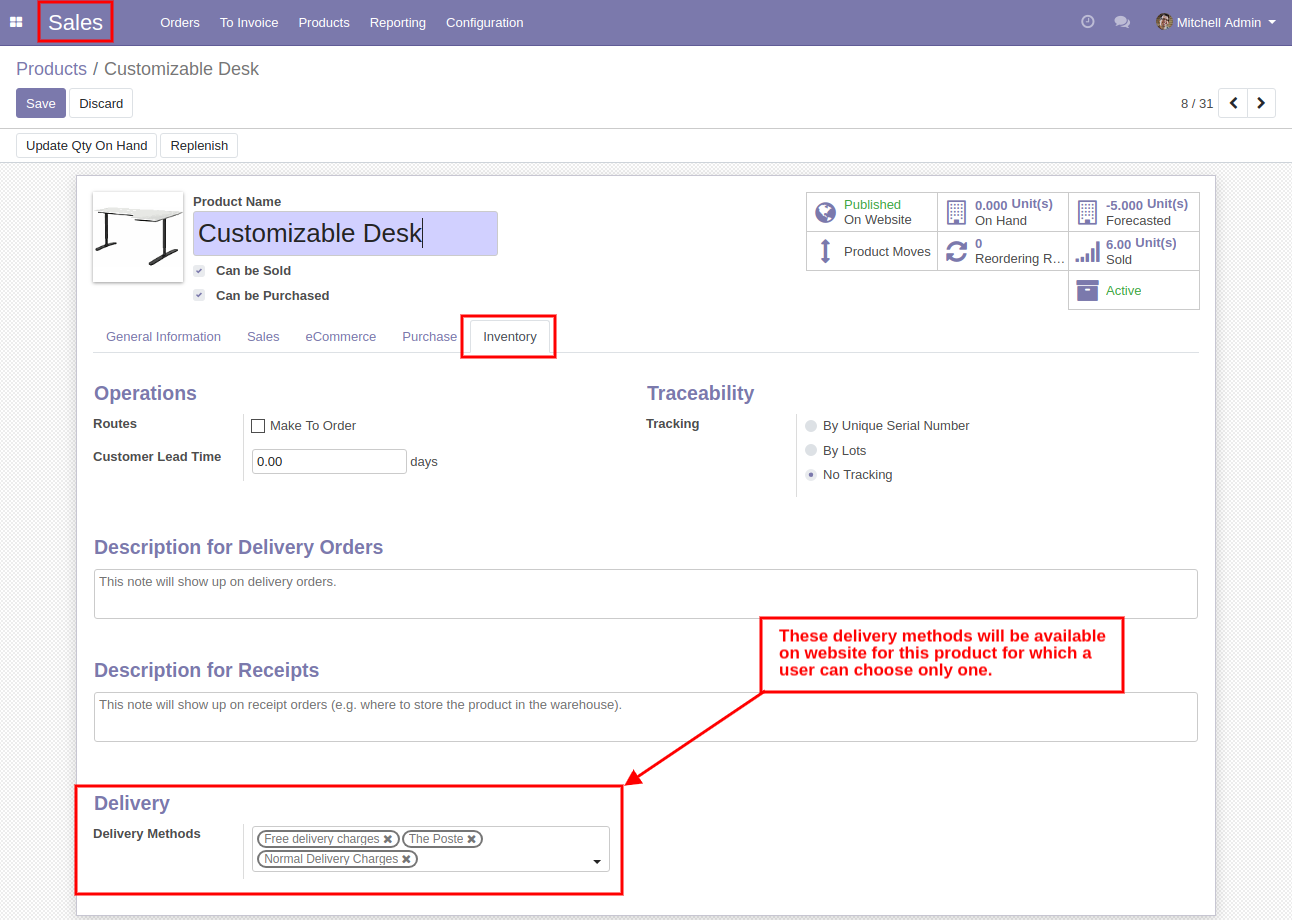 Sales Orders To Invoice Products Reporting Configuration Mitchell Admin
Products / Customizable Desk
Save Discard 8 / 31
Update Qty On Hand Replenish
Product Name
Customizable Desk
Can be Sold
Can be Purchased
Published
On Website
0.000 Unit(s)
On Hand
-5.000 Unit(s)
Forecasted
Product Moves
0
Reordering R...
6.00 Unit(s)
Sold
Active
General Information Sales eCommerce Purchase Inventory
Operations
Routes Make To Order
Customer Lead Time 0.00 days
Traceability
Tracking By Unique Serial Number
By Lots
No Tracking
Description for Delivery Orders
This note will show up on delivery orders.
These delivery methods will be available
on website for this product for which a
user can choose only one.
Description for Receipts
This note will show up on receipt orders (e.g. where to store the product in the warehouse).
Delivery
Delivery Methods Free delivery charges The Poste
Normal Delivery Charges